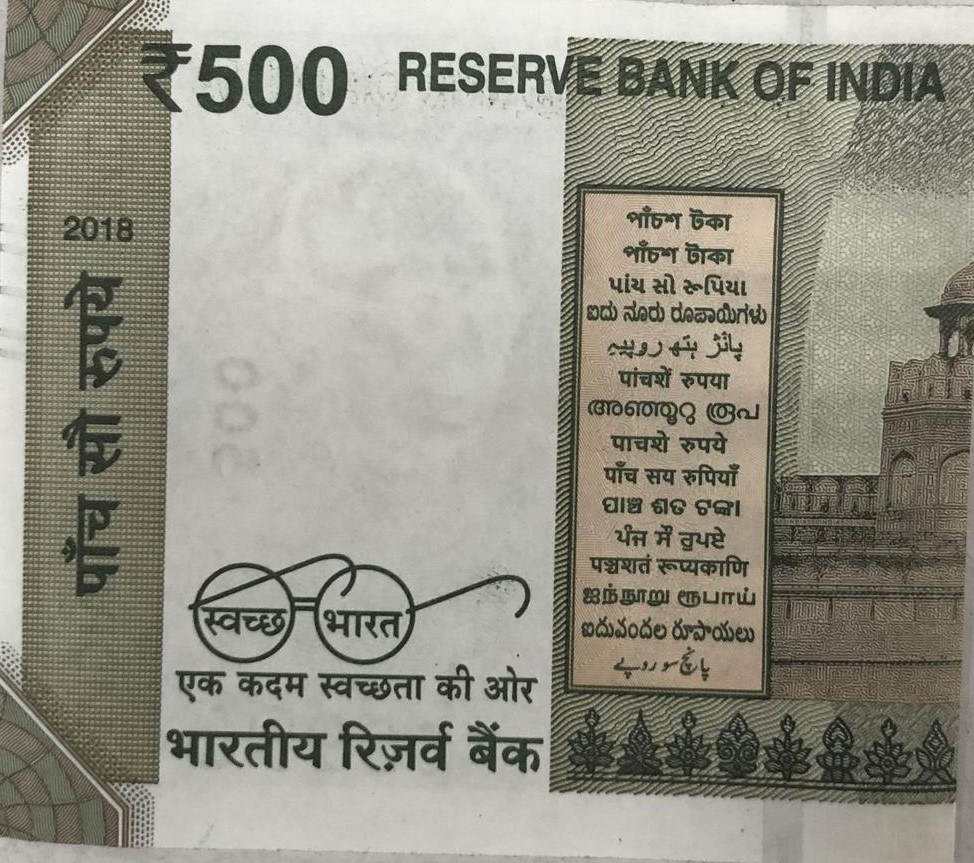 ₹500
RESERVE BANK OF INDIA
2018
पाँच सौ रुपये
পাঁচশ টকা
পাঁচশ টাকা
પાંચ સો રૂપિયા
ಐದು ನೂರು ರೂಪಾಯಿಗಳು
پانژ ہتھ روپیہ
पांचशें रुपया
അഞ്ഞൂറു രൂപ
पाचशे रुपये
पाँच सय रुपियाँ
ପାଞ୍ଚ ଶତ ଟଙ୍କା
ਪੰਜ ਸੌ ਰੁਪਏ
पञ्चशतं रूप्यकाणि
ஐந்நூறு ரூபாய்
ఐదువందల రూపాయలు
پانچ سو روپے
स्वच्छ भारत
एक कदम स्वच्छता की ओर
भारतीय रिज़र्व बैंक